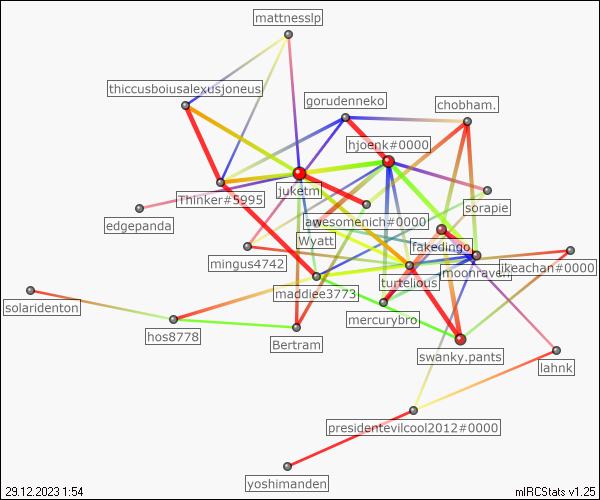 mattnesslp
thiccusboiusalexusjoneus
gorudenneko
chobham.
hjoenk#0000
juketm
Thinker#5995
sorapie
edgepanda
awesomenich#0000
Wyatt
fakedingo.
mingus4742
moonraven
ikeachan#0000
turtelious
maddiee3773
solaridenton
mercurybro
hos8778
Bertram
swanky.pants
lahnk
presidentevilcool2012#0000
yoshimanden
29.12.2023 1:54
mIRCStats v1.25